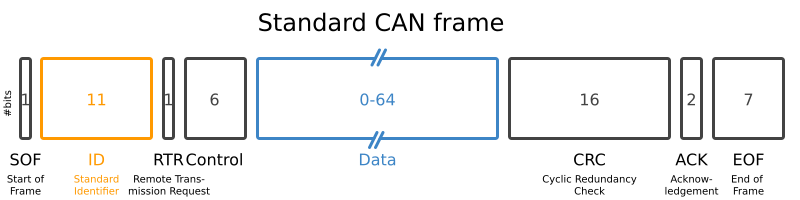 Standard CAN frame
#bits
1
11
1
6
0-64
16
2
7
SOF
ID
RTR
Control
Data
CRC
ACK
EOF
Start of
Frame
Standard
Identifier
Remote Trans-
mission Request
Cyclic Redundancy
Check
Acknow-
ledgement
End of
Frame